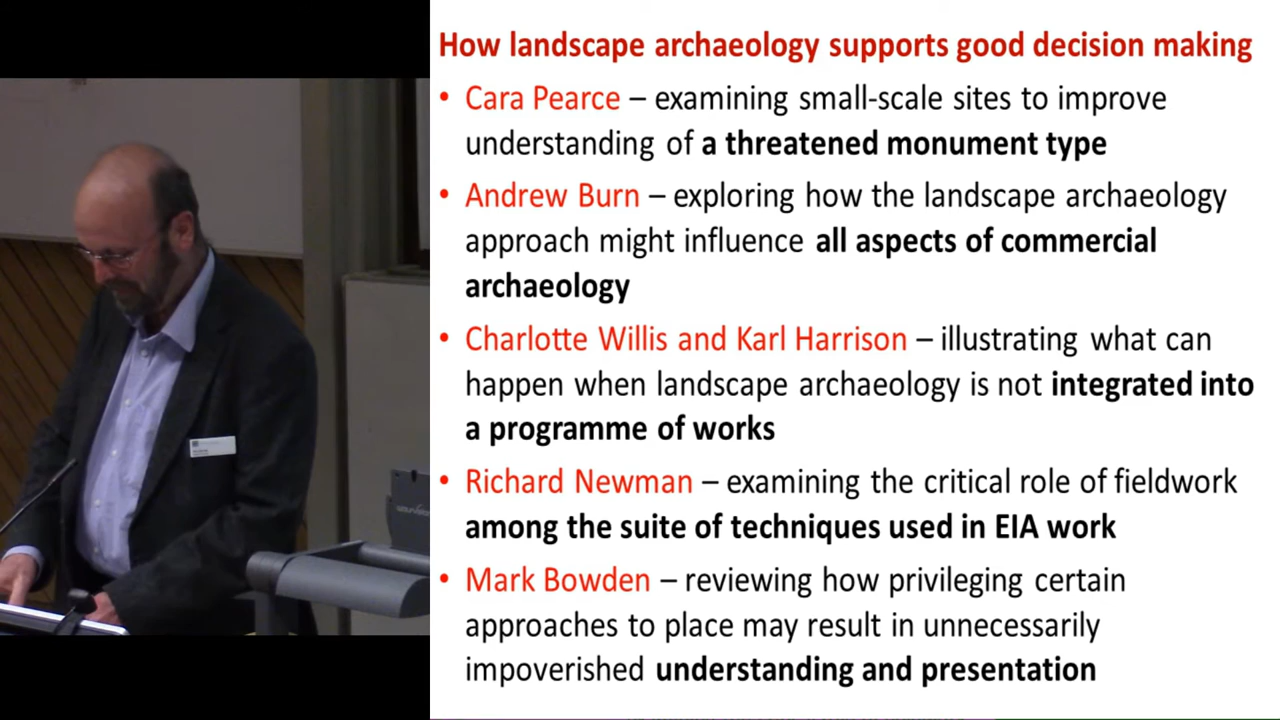 How landscape archaeology supports good decision making
• Cara Pearce – examining small-scale sites to improve
understanding of a threatened monument type
• Andrew Burn – exploring how the landscape archaeology
approach might influence all aspects of commercial
archaeology
• Charlotte Willis and Karl Harrison – illustrating what can
happen when landscape archaeology is not integrated into
a programme of works
• Richard Newman – examining the critical role of fieldwork
among the suite of techniques used in EIA work
• Mark Bowden – reviewing how privileging certain
approaches to place may result in unnecessarily
impoverished understanding and presentation